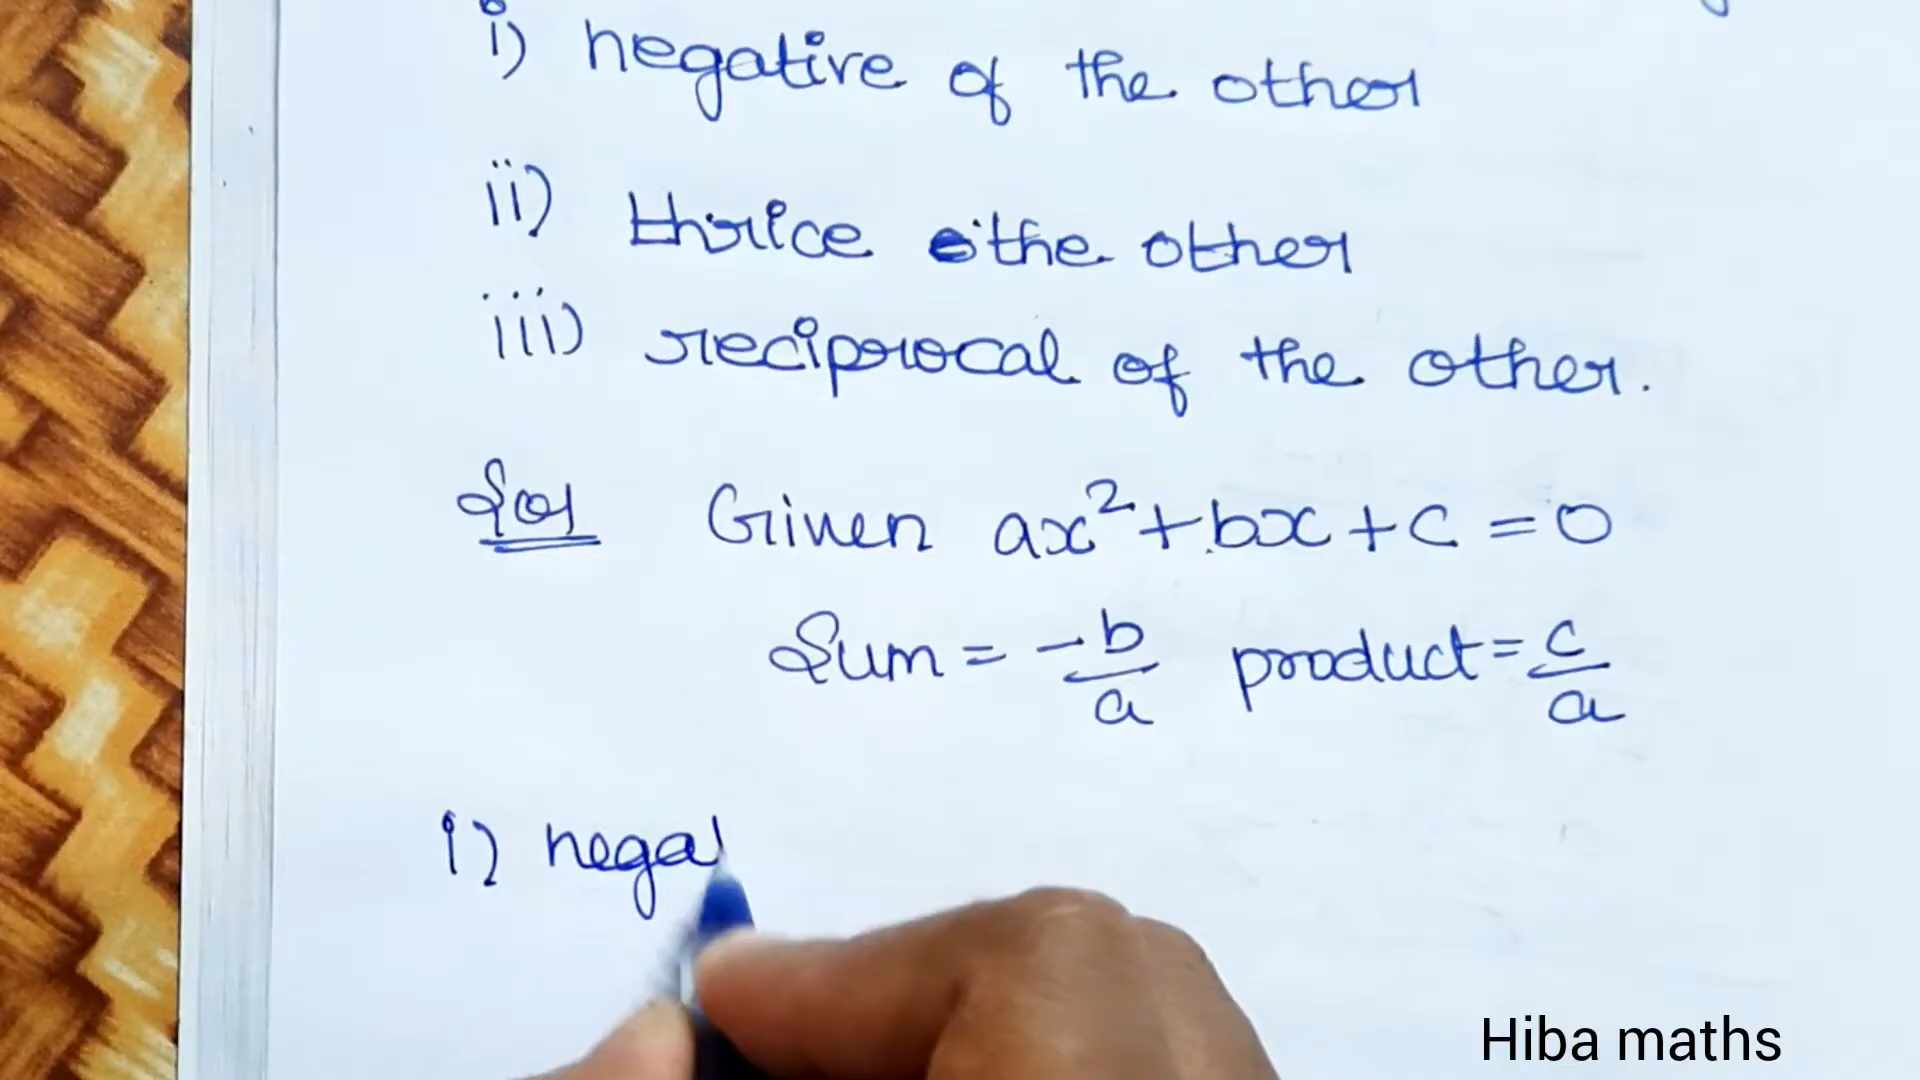 i) negative of the other
ii) thrice the other
iii) reciprocal of the other.
Sol Given ax²+bx+c=0
Sum = -b/a product = c/a
i) nega
Hiba maths